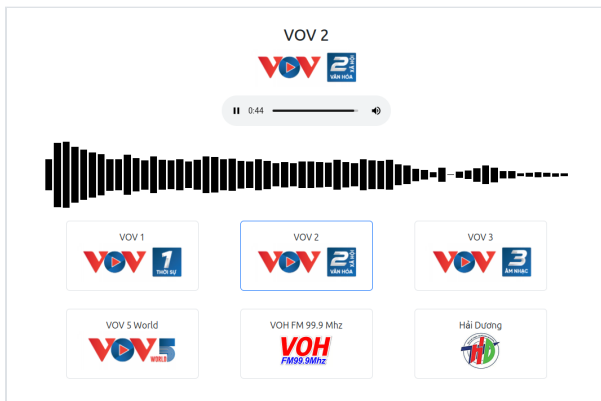 VOV 2
VOV 2 XÃ HỘI
VĂN HÓA
0:44
VOV 1
VOV 1
THỜI SỰ
VOV 2
VOV 2 XÃ HỘI
VĂN HÓA
VOV 3
VOV 3
ÂM NHẠC
VOV 5 World
VOV5
WORLD
VOH FM 99.9 Mhz
VOH
FM99.9Mhz
Hải Dương
THD